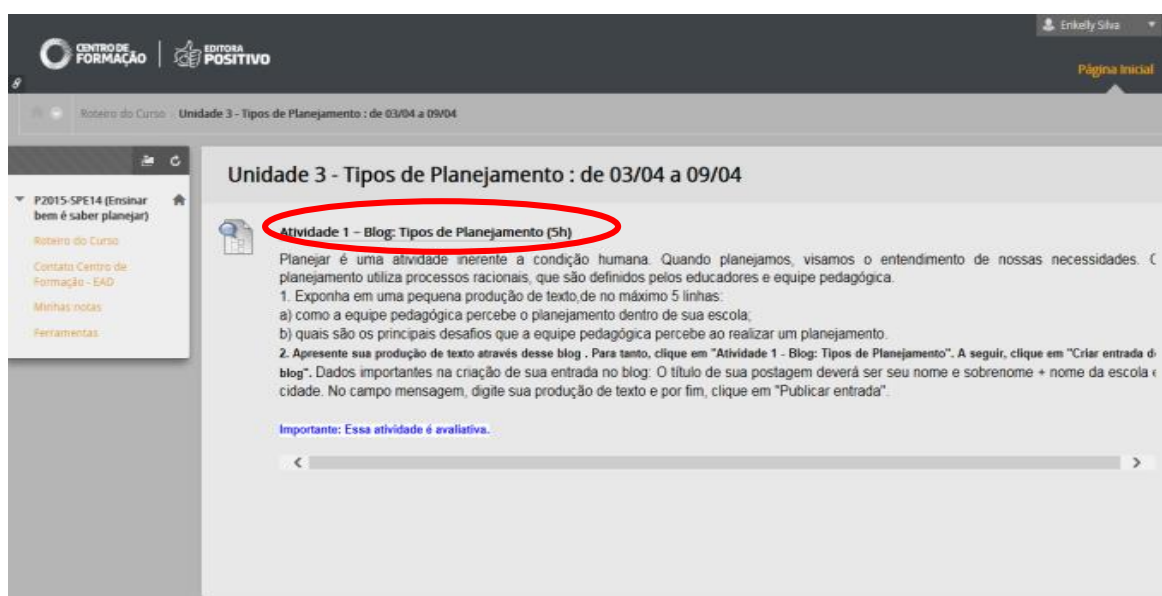 Enkelly Silva
CENTRO DE
FORMAÇÃO
EDITORA
POSITIVO
Página Inicial
Roteiro do Curso Unidade 3 - Tipos de Planejamento : de 03/04 a 09/04
P2015-SPE14 (Ensinar
bem é saber planejar)
Roteiro do Curso
Contato Centro de
Formação - EAD
Minhas notas
Ferramentas
Unidade 3 - Tipos de Planejamento : de 03/04 a 09/04
Atividade 1 – Blog: Tipos de Planejamento (5h)
Planejar é uma atividade inerente a condição humana. Quando planejamos, visamos o entendimento de nossas necessidades.
planejamento utiliza processos racionais, que são definidos pelos educadores e equipe pedagógica.
1. Exponha em uma pequena produção de texto,de no máximo 5 linhas:
a) como a equipe pedagógica percebe o planejamento dentro de sua escola;
b) quais são os principais desafios que a equipe pedagógica percebe ao realizar um planejamento.
2. Apresente sua produção de texto através desse blog . Para tanto, clique em "Atividade 1 - Blog: Tipos de Planejamento". A seguir, clique em "Criar entrada d
blog". Dados importantes na criação de sua entrada no blog: O título de sua postagem deverá ser seu nome e sobrenome + nome da escola
cidade. No campo mensagem, digite sua produção de texto e por fim, clique em "Publicar entrada".
Importante: Essa atividade é avaliativa.